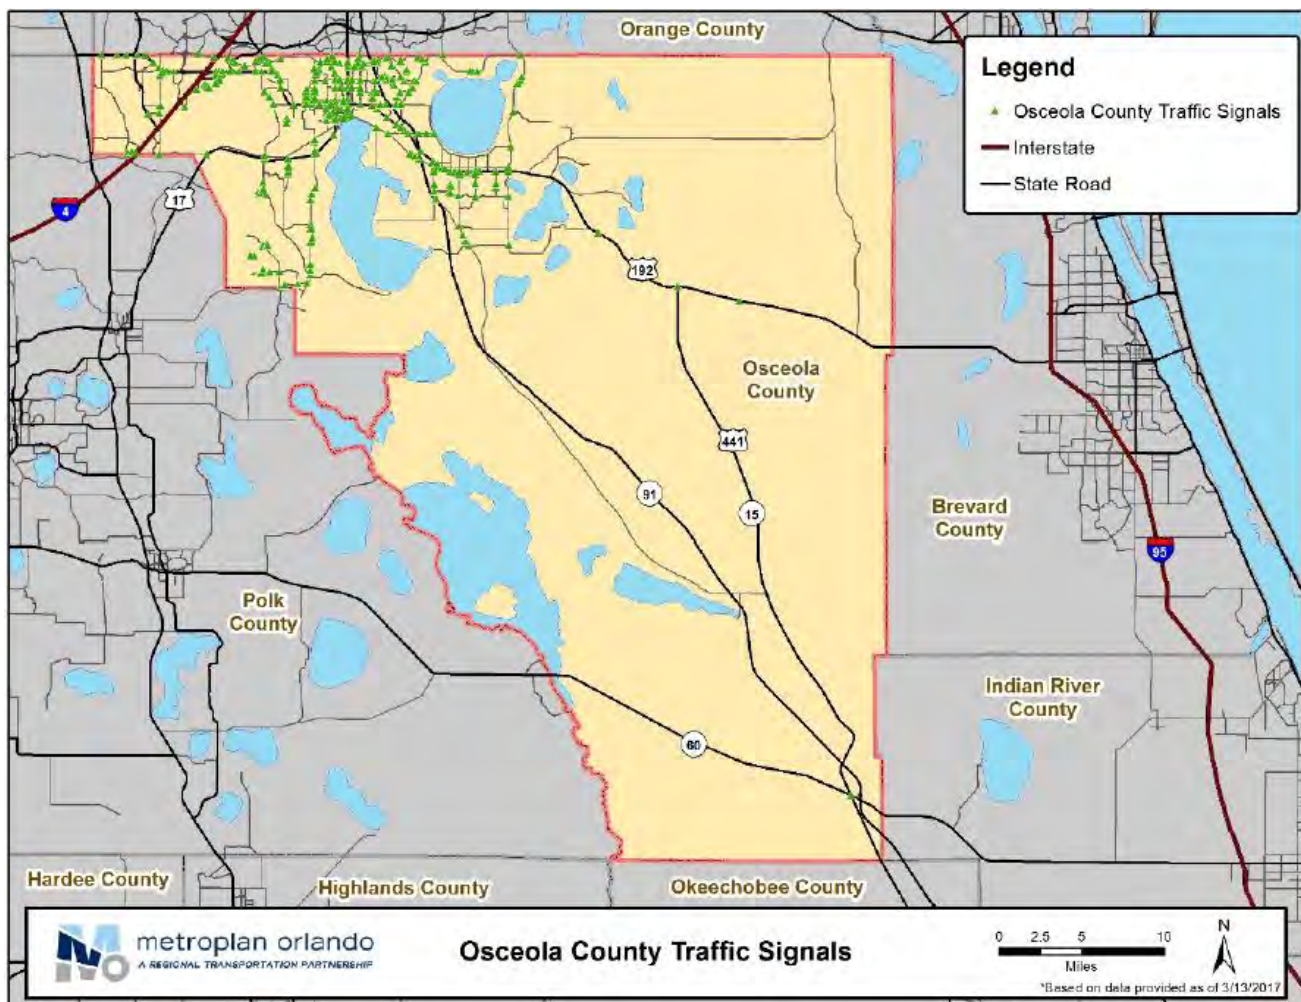 Orange County
Legend
Osceola County Traffic Signals
Interstate
State Road
4
17
192
Osceola
County
441
91
15
Brevard
County
95
Polk
County
Indian River
County
60
Hardee County
Highlands County
Okeechobee County
metroplan orlando
A REGIONAL TRANSPORTATION PARTNERSHIP
Osceola County Traffic Signals
0 2.5 5 10
Miles
N
*Based on data provided as of 3/13/2017